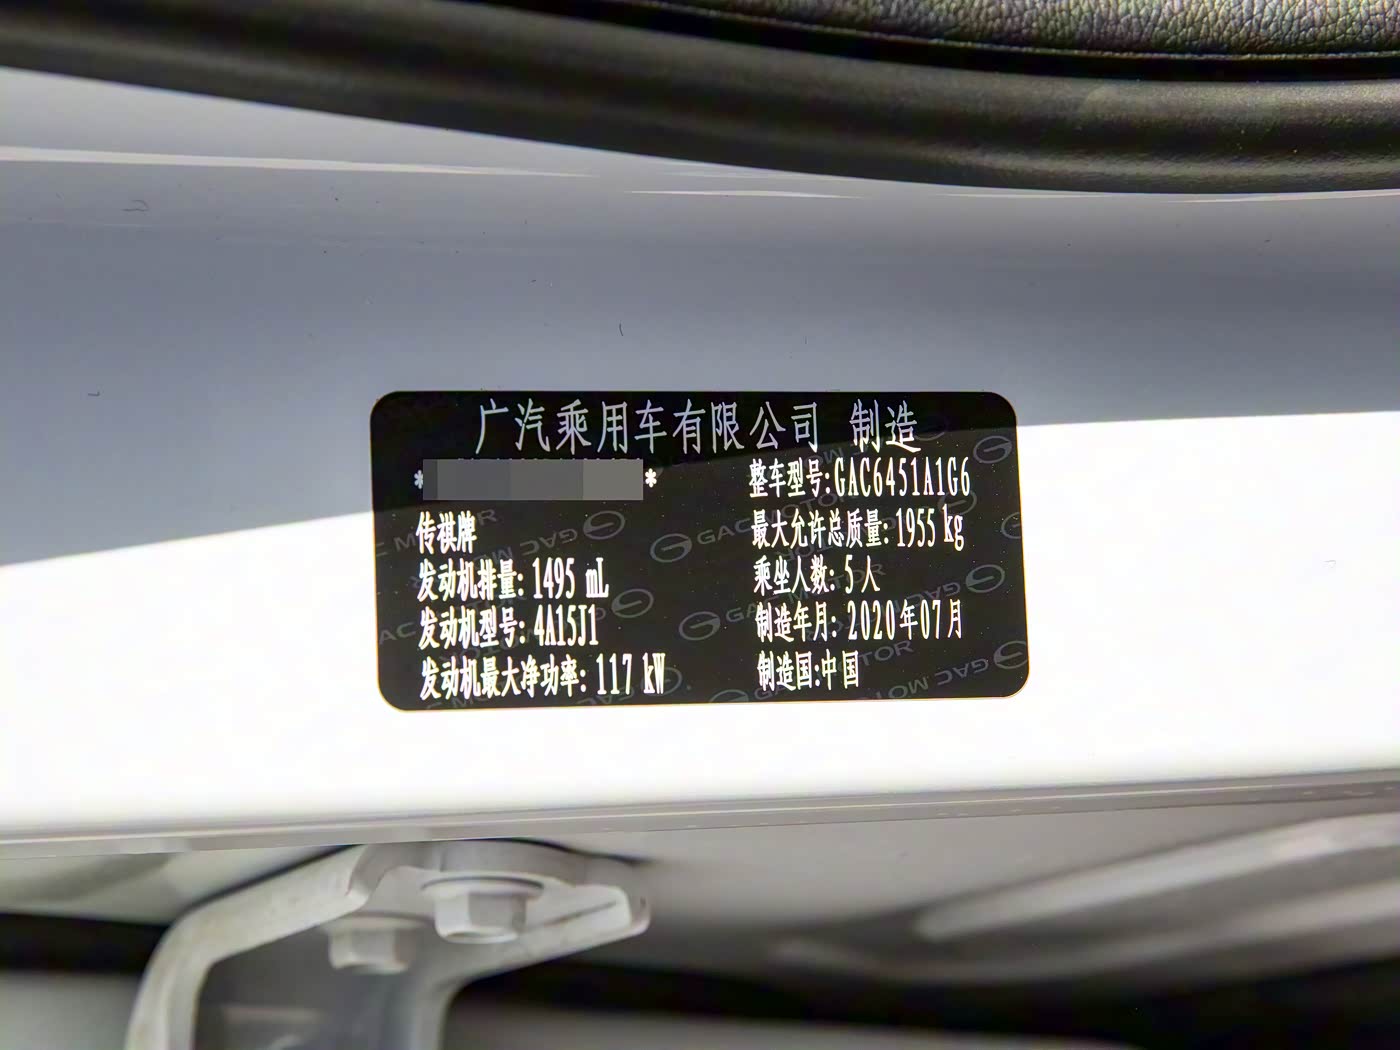 广汽乘用车有限公司 制造
* *
整车型号:GAC6451A1G6
传祺牌
最大允许总质量: 1955 kg
发动机排量: 1495 mL
乘坐人数: 5 人
发动机型号: 4A15J1
制造年月: 2020年07月
发动机最大净功率: 117 kW
制造国:中国
GAC MOTOR